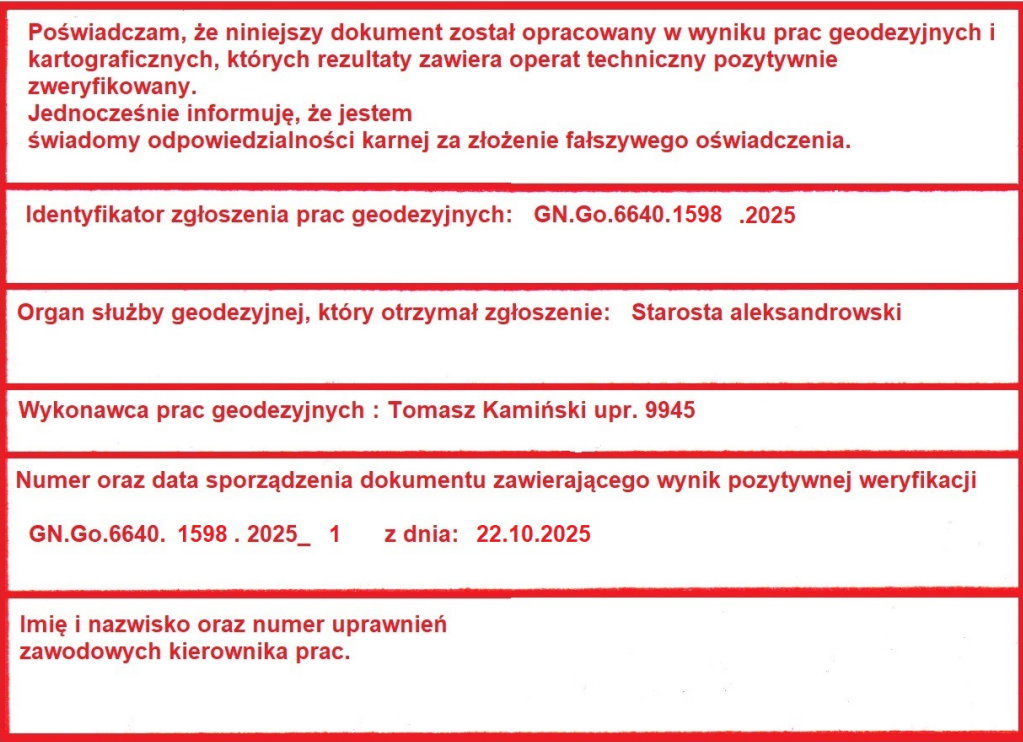 Poświadczam, że niniejszy dokument został opracowany w wyniku prac geodezyjnych i
kartograficznych, których rezultaty zawiera operat techniczny pozytywnie
zweryfikowany.
Jednocześnie informuję, że jestem
świadomy odpowiedzialności karnej za złożenie fałszywego oświadczenia.
Identyfikator zgłoszenia prac geodezyjnych: GN.Go.6640.1598 .2025
Organ służby geodezyjnej, który otrzymał zgłoszenie: Starosta aleksandrowski
Wykonawca prac geodezyjnych : Tomasz Kamiński upr. 9945
Numer oraz data sporządzenia dokumentu zawierającego wynik pozytywnej weryfikacji
GN.Go.6640. 1598 . 2025_ 1 z dnia: 22.10.2025
Imię i nazwisko oraz numer uprawnień
zawodowych kierownika prac.